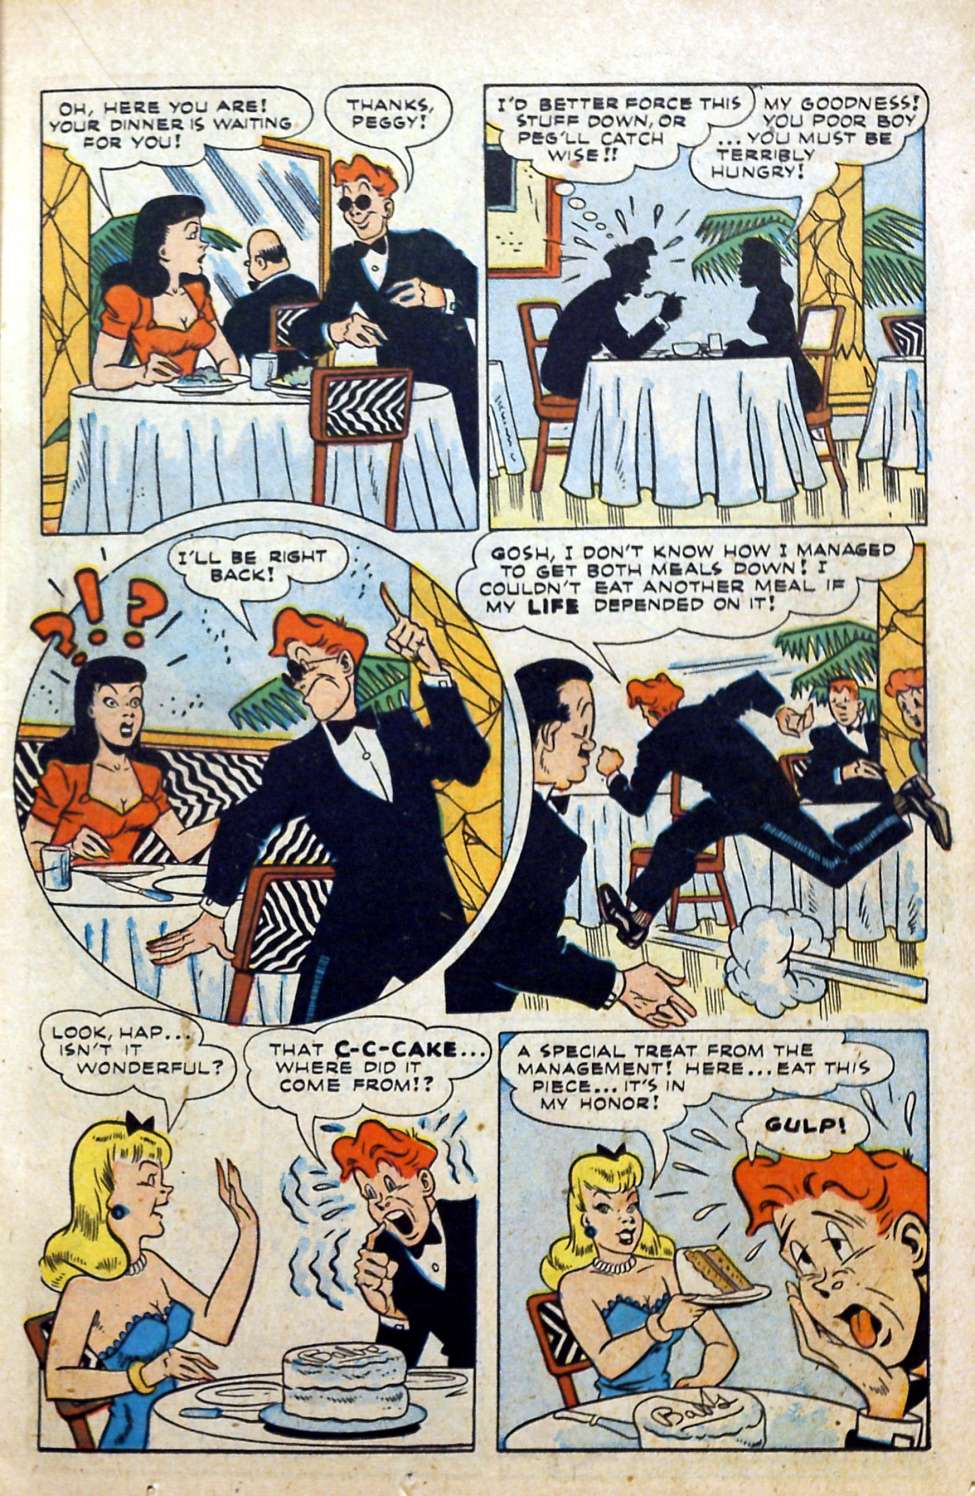 OH, HERE YOU ARE!
YOUR DINNER IS WAITING
FOR YOU!
THANKS,
PEGGY!
I'D BETTER FORCE THIS
STUFF DOWN, OR
PEG'LL CATCH
WISE!!
MY GOODNESS!
YOU POOR BOY
...YOU MUST BE
TERRIBLY
HUNGRY!
?!!?
I'LL BE RIGHT
BACK!
GOSH, I DON'T KNOW HOW I MANAGED
TO GET BOTH MEALS DOWN! I
COULDN'T EAT ANOTHER MEAL IF
MY LIFE DEPENDED ON IT!
LOOK, HAP...
ISN'T IT
WONDERFUL?
THAT C-C-CAKE...
WHERE DID IT
COME FROM!?
Babs
A SPECIAL TREAT FROM THE
MANAGEMENT! HERE...EAT THIS
PIECE...IT'S IN
MY HONOR!
GULP!
Babs